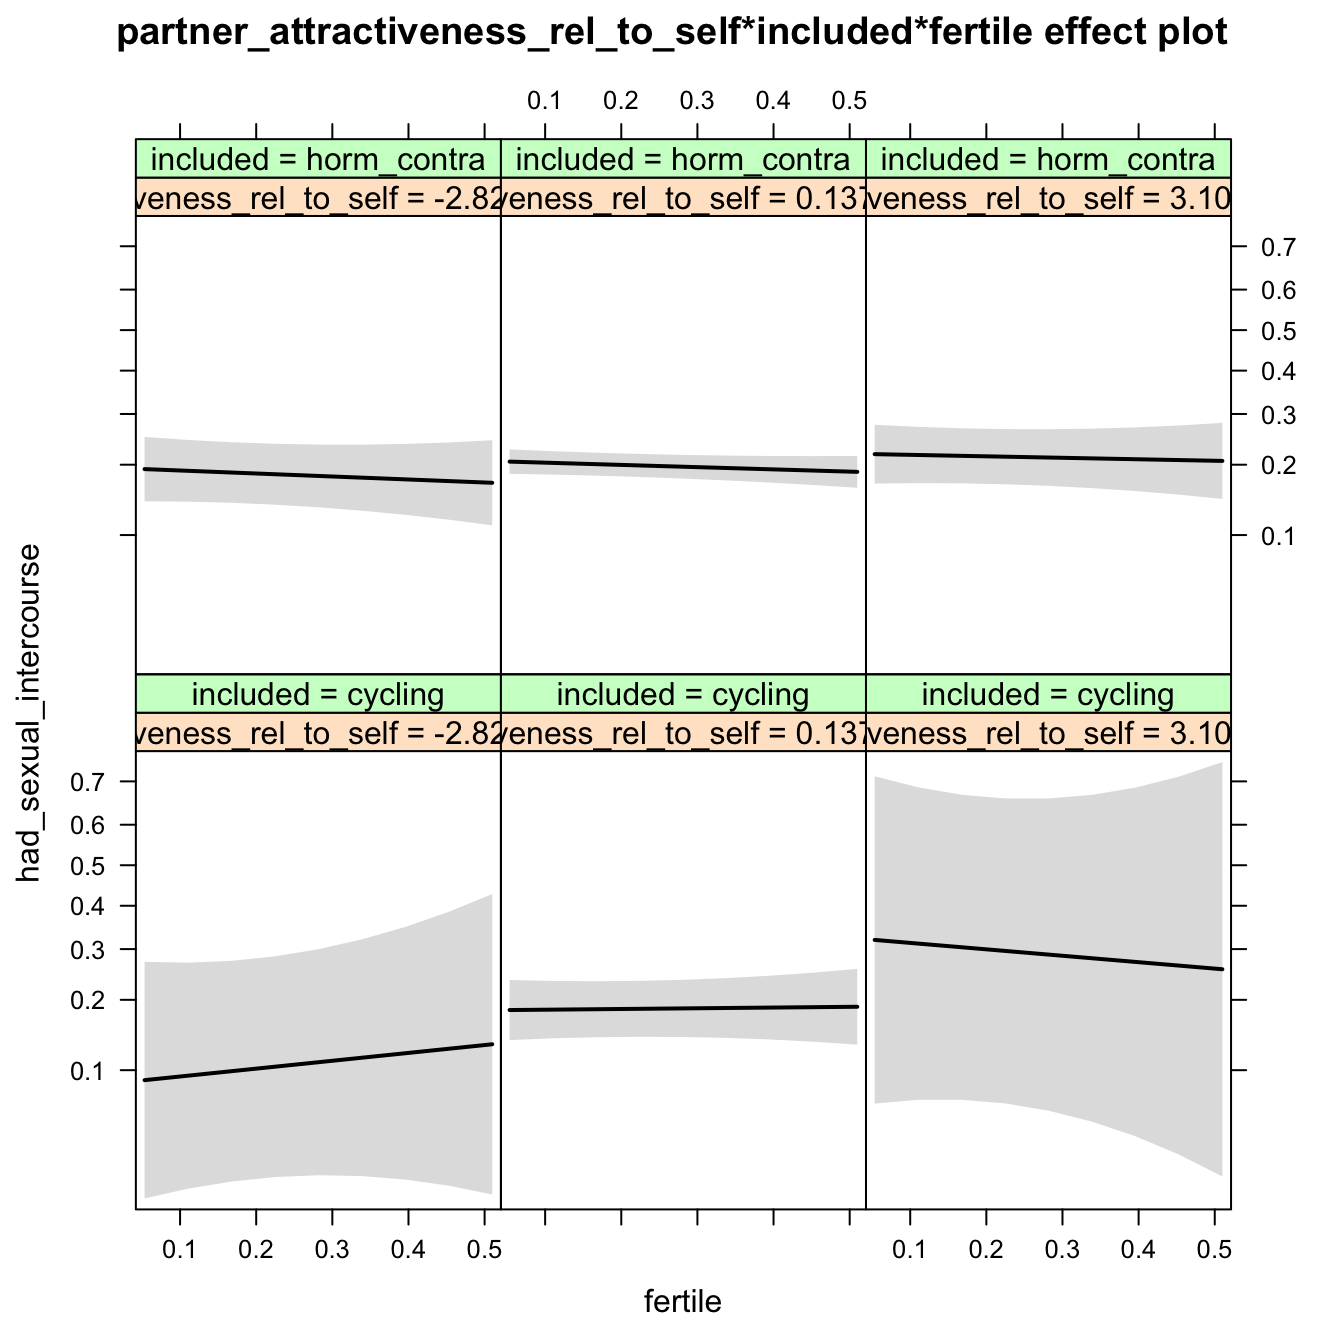 partner_attractiveness_rel_to_self*included*fertile effect plot
0.1 0.2 0.3 0.4 0.5
included = horm_contra included = horm_contra included = horm_contra
veness_rel_to_self = -2.82 veness_rel_to_self = 0.137 veness_rel_to_self = 3.10
0.7
0.6
0.5
0.4
0.3
0.2
0.1
had_sexual_intercourse
included = cycling included = cycling included = cycling
veness_rel_to_self = -2.82 veness_rel_to_self = 0.137 veness_rel_to_self = 3.10
0.7
0.6
0.5
0.4
0.3
0.2
0.1
0.1 0.2 0.3 0.4 0.5 0.1 0.2 0.3 0.4 0.5
fertile